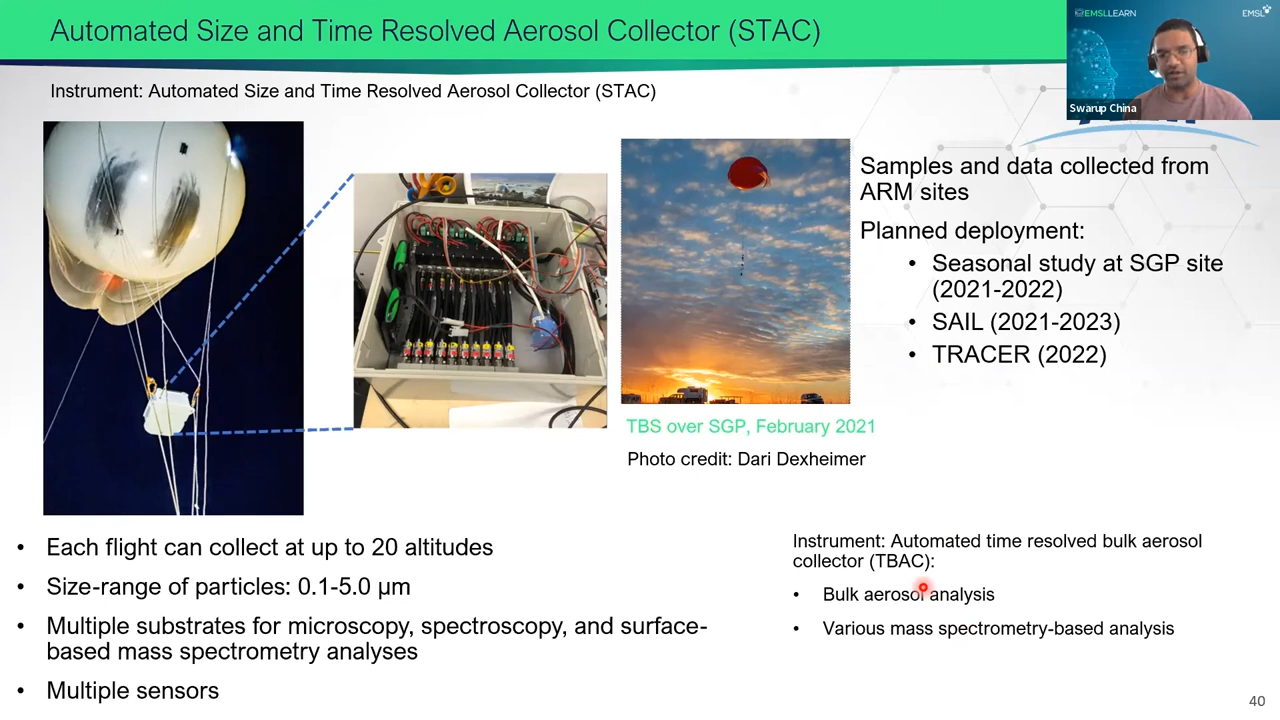 Automated Size and Time Resolved Aerosol Collector (STAC)
EMSLLEARN
EMSL
Swarup China
Instrument: Automated Size and Time Resolved Aerosol Collector (STAC)
Samples and data collected from
ARM sites
Planned deployment:
• Seasonal study at SGP site
(2021-2022)
• SAIL (2021-2023)
• TRACER (2022)
TBS over SGP, February 2021
Photo credit: Dari Dexheimer
• Each flight can collect at up to 20 altitudes
• Size-range of particles: 0.1-5.0 µm
• Multiple substrates for microscopy, spectroscopy, and surface-
based mass spectrometry analyses
• Multiple sensors
Instrument: Automated time resolved bulk aerosol
collector (TBAC):
• Bulk aerosol analysis
• Various mass spectrometry-based analysis
40